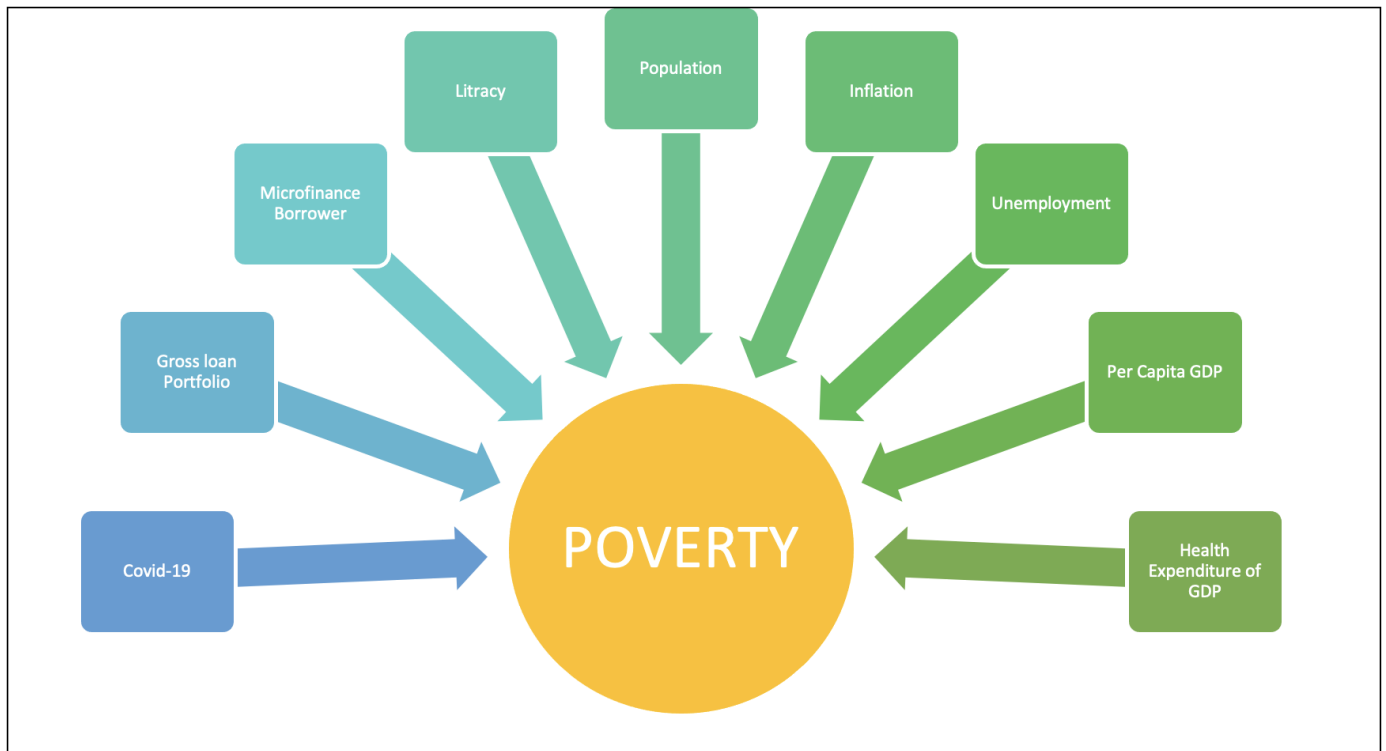 Population
Litracy
Inflation
Microfinance
Borrower
Unemployment
Gross loan
Portfolio
Per Capita GDP
Covid-19
POVERTY
Health
Expenditure of
GDP